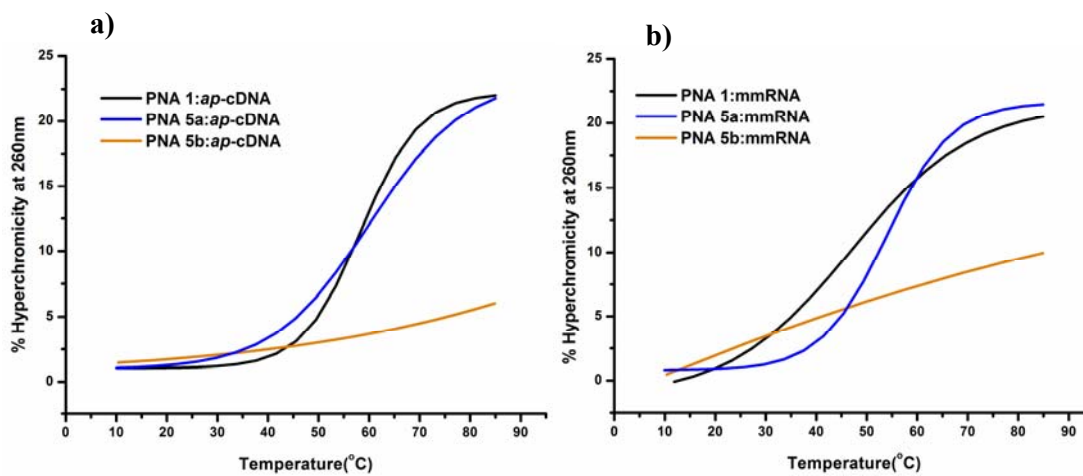 a)
PNA 1:ap-cDNA
PNA 5a:ap-cDNA
PNA 5b:ap-cDNA
% Hyperchromicity at 260nm
25
20
15
10
5
0
0 10 20 30 40 50 60 70 80 90
Temperature(°C)
b)
PNA 1:mmRNA
PNA 5a:mmRNA
PNA 5b:mmRNA
% Hyperchromicity at 260nm
25
20
15
10
5
0
0 10 20 30 40 50 60 70 80 90
Temperature(°C)